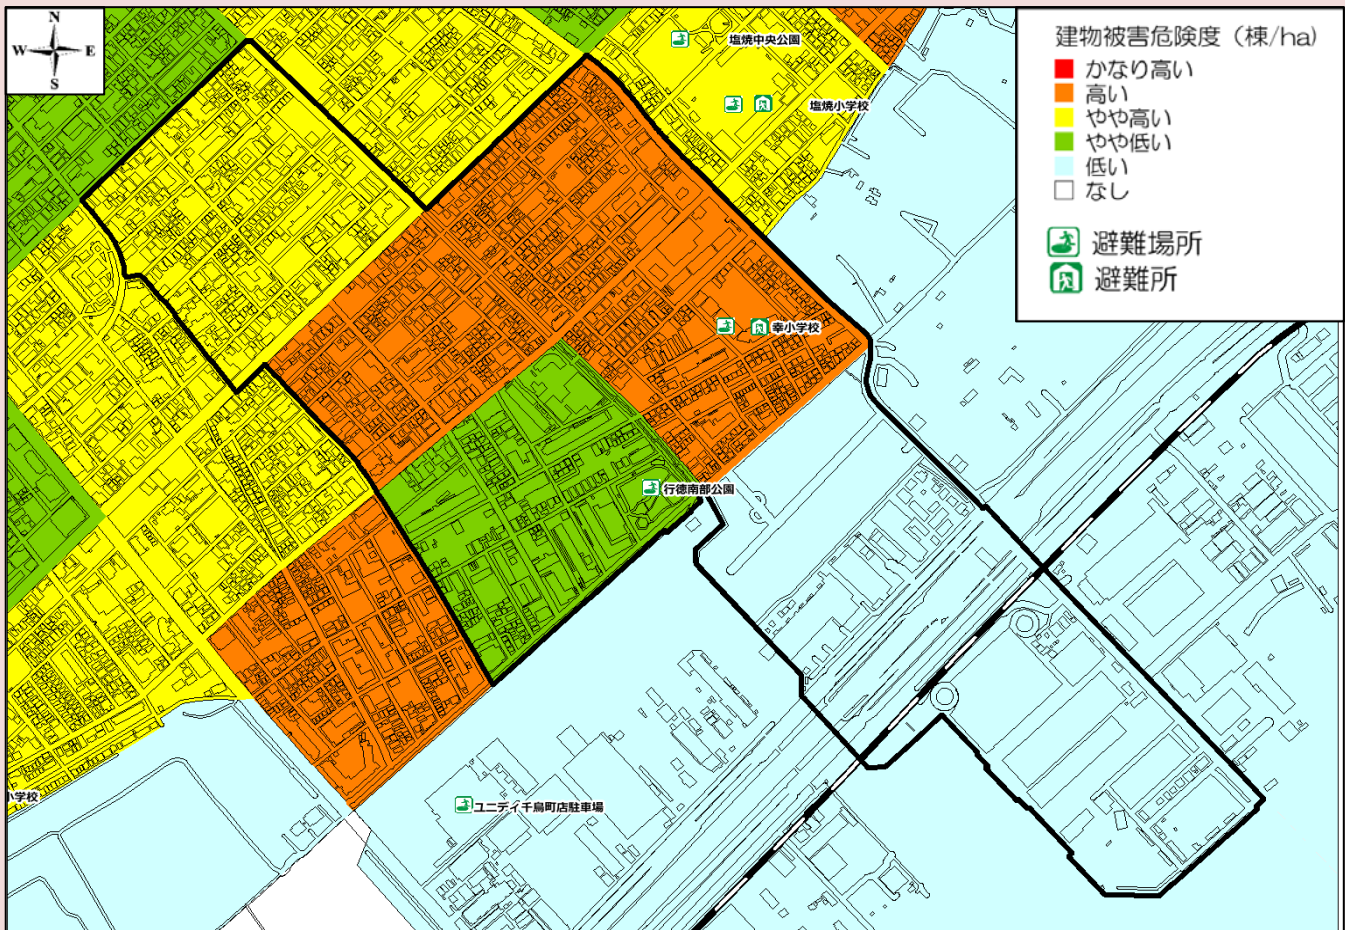 N
W E
S
建物被害危険度（棟/ha）
かなり高い
高い
やや高い
やや低い
低い
なし
避難場所
避難所
塩焼中央公園
塩焼小学校
幸小学校
行徳南部公園
小学校
ユニディ千鳥町店駐車場